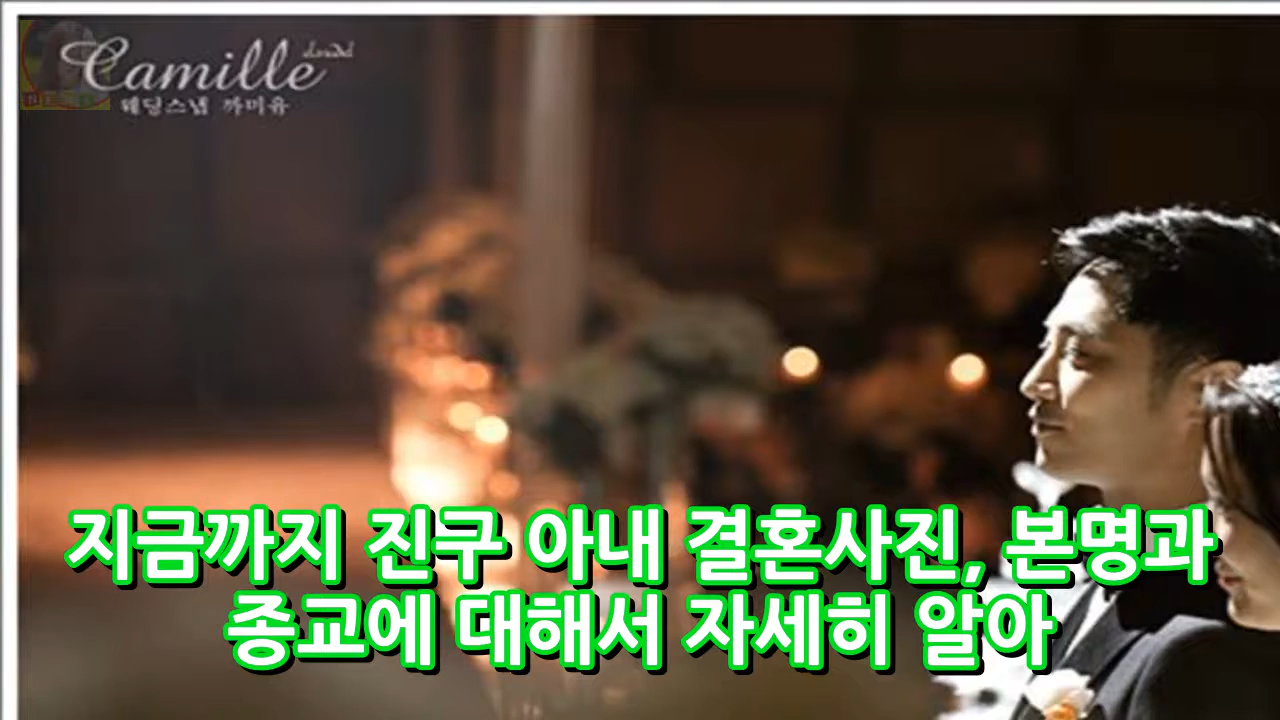 Camille
웨딩스냅 까미유
지금까지 진구 아내 결혼사진, 본명과
종교에 대해서 자세히 알아